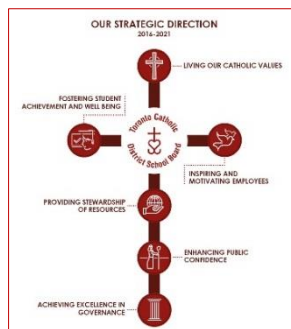 OUR STRATEGIC DIRECTION
2016-2021
LIVING OUR CATHOLIC VALUES
FOSTERING STUDENT
ACHIEVEMENT AND WELL BEING
Toronto Catholic
District School Board
INSPIRING AND
MOTIVATING EMPLOYEES
PROVIDING STEWARDSHIP
OF RESOURCES
ENHANCING PUBLIC
CONFIDENCE
ACHIEVING EXCELLENCE IN
GOVERNANCE